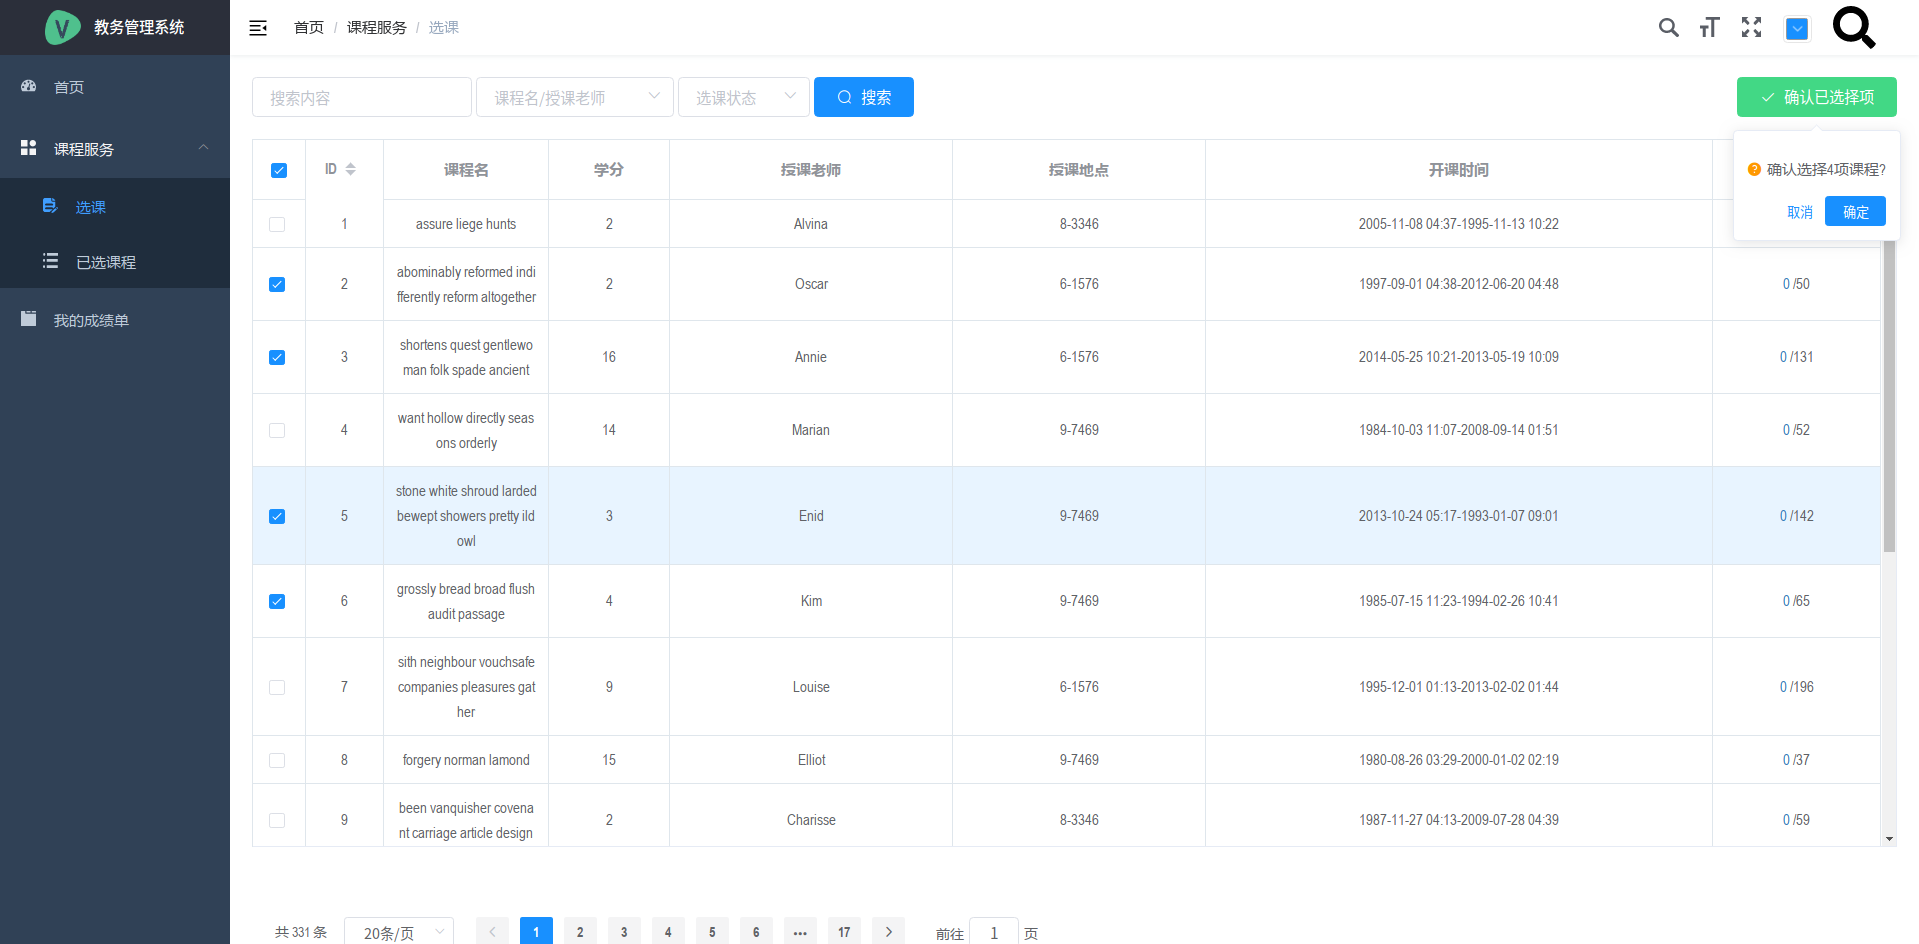 教务管理系统
首页 / 课程服务 / 选课
首页
课程服务
选课
已选课程
我的成绩单
搜索内容
课程名/授课老师
选课状态
搜索
确认已选择项
确认选择4项课程?
取消 确定
ID 课程名 学分 授课老师 授课地点 开课时间
1 assure liege hunts 2 Alvina 8-3346 2005-11-08 04:37-1995-11-13 10:22
abominably reformed indi
2 2 Oscar 6-1576 1997-09-01 04:38-2012-06-20 04:48 0 /50
fferently reform altogether
shortens quest gentlewo
3 16 Annie 6-1576 2014-05-25 10:21-2013-05-19 10:09 0 /131
man folk spade ancient
want hollow directly seas
4 14 Marian 9-7469 1984-10-03 11:07-2008-09-14 01:51 0 /52
ons orderly
stone white shroud larded
5 bewept showers pretty ild 3 Enid 9-7469 2013-10-24 05:17-1993-01-07 09:01 0 /142
owl
grossly bread broad flush
6 4 Kim 9-7469 1985-07-15 11:23-1994-02-26 10:41 0 /65
audit passage
sith neighbour vouchsafe
7 companies pleasures gat 9 Louise 6-1576 1995-12-01 01:13-2013-02-02 01:44 0 /196
her
8 forgery norman lamond 15 Elliot 9-7469 1980-08-26 03:29-2000-01-02 02:19 0 /37
been vanquisher covena
9 2 Charisse 8-3346 1987-11-27 04:13-2009-07-28 04:39 0 /59
nt carriage article design
共 331 条 20条/页 1 2 3 4 5 6 ••• 17 前往 1 页